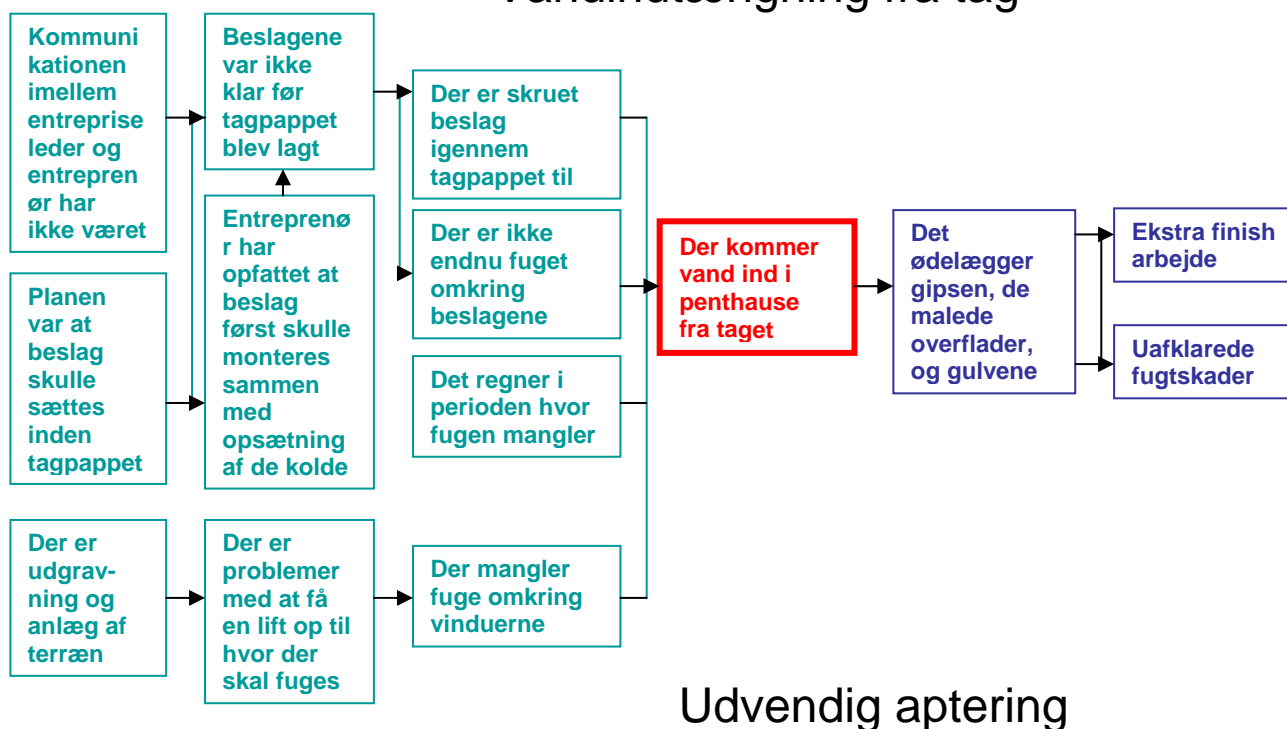 Vandindtrængning fra tag
Kommuni
kationen
imellem
entreprise
leder og
entrepren
ør har
ikke været
Beslagene
var ikke
klar før
tagpappet
blev lagt
Der er skruet
beslag
igennem
tagpappet til
Planen
var at
beslag
skulle
sættes
inden
tagpappet
Entreprenø
r har
opfattet at
beslag
først skulle
monteres
sammen
med
opsætning
af de kolde
Der er ikke
endnu fuget
omkring
beslagene
Det regner i
perioden hvor
fugen mangler
Der er
udgrav-
ning og
anlæg af
terræn
Der er
problemer
med at få
en lift op til
hvor der
skal fuges
Der mangler
fuge omkring
vinduerne
Der kommer
vand ind i
penthause
fra taget
Det
ødelægger
gipsen, de
malede
overflader,
og gulvene
Ekstra finish
arbejde
Uafklarede
fugtskader
Udvendig aptering